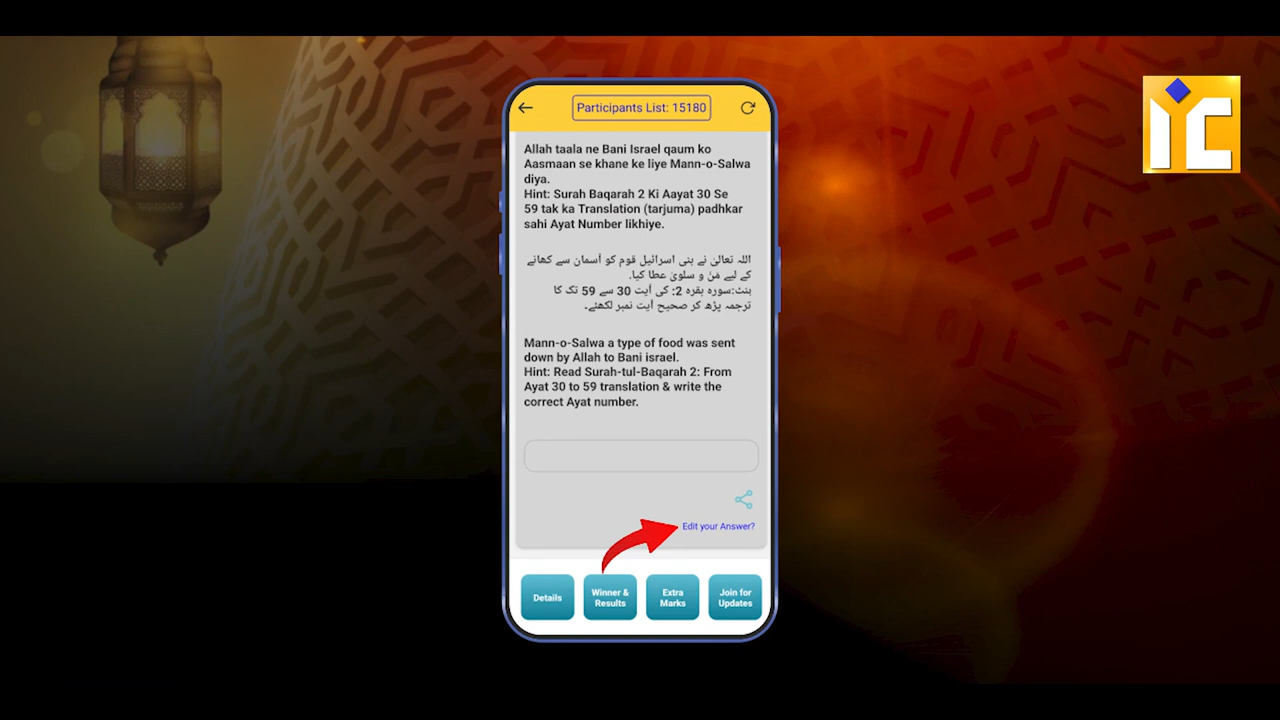 Participants List: 15180
Allah taala ne Bani Israel qaum ko
Aasmaan se khane ke liye Mann-o-Salwa
diya.
Hint: Surah Baqarah 2 Ki Aayat 30 Se
59 tak ka Translation (tarjuma) padhkar
sahi Ayat Number likhiye.
اللہ تعالیٰ نے بنی اسرائیل قوم کو آسمان سے کھانے
کے لیے مَنّ و سلویٰ عطا کیا.
ہنٹ:سورہ بقرہ 2: کی آیت 30 سے 59 تک کا
ترجمہ پڑھ کر صحیح آیت نمبر لکھئے۔
Mann-o-Salwa a type of food was sent
down by Allah to Bani israel.
Hint: Read Surah-tul-Baqarah 2: From
Ayat 30 to 59 translation & write the
correct Ayat number.
Edit your Answer?
Details
Winner &
Results
Extra
Marks
Join for
Updates
YC